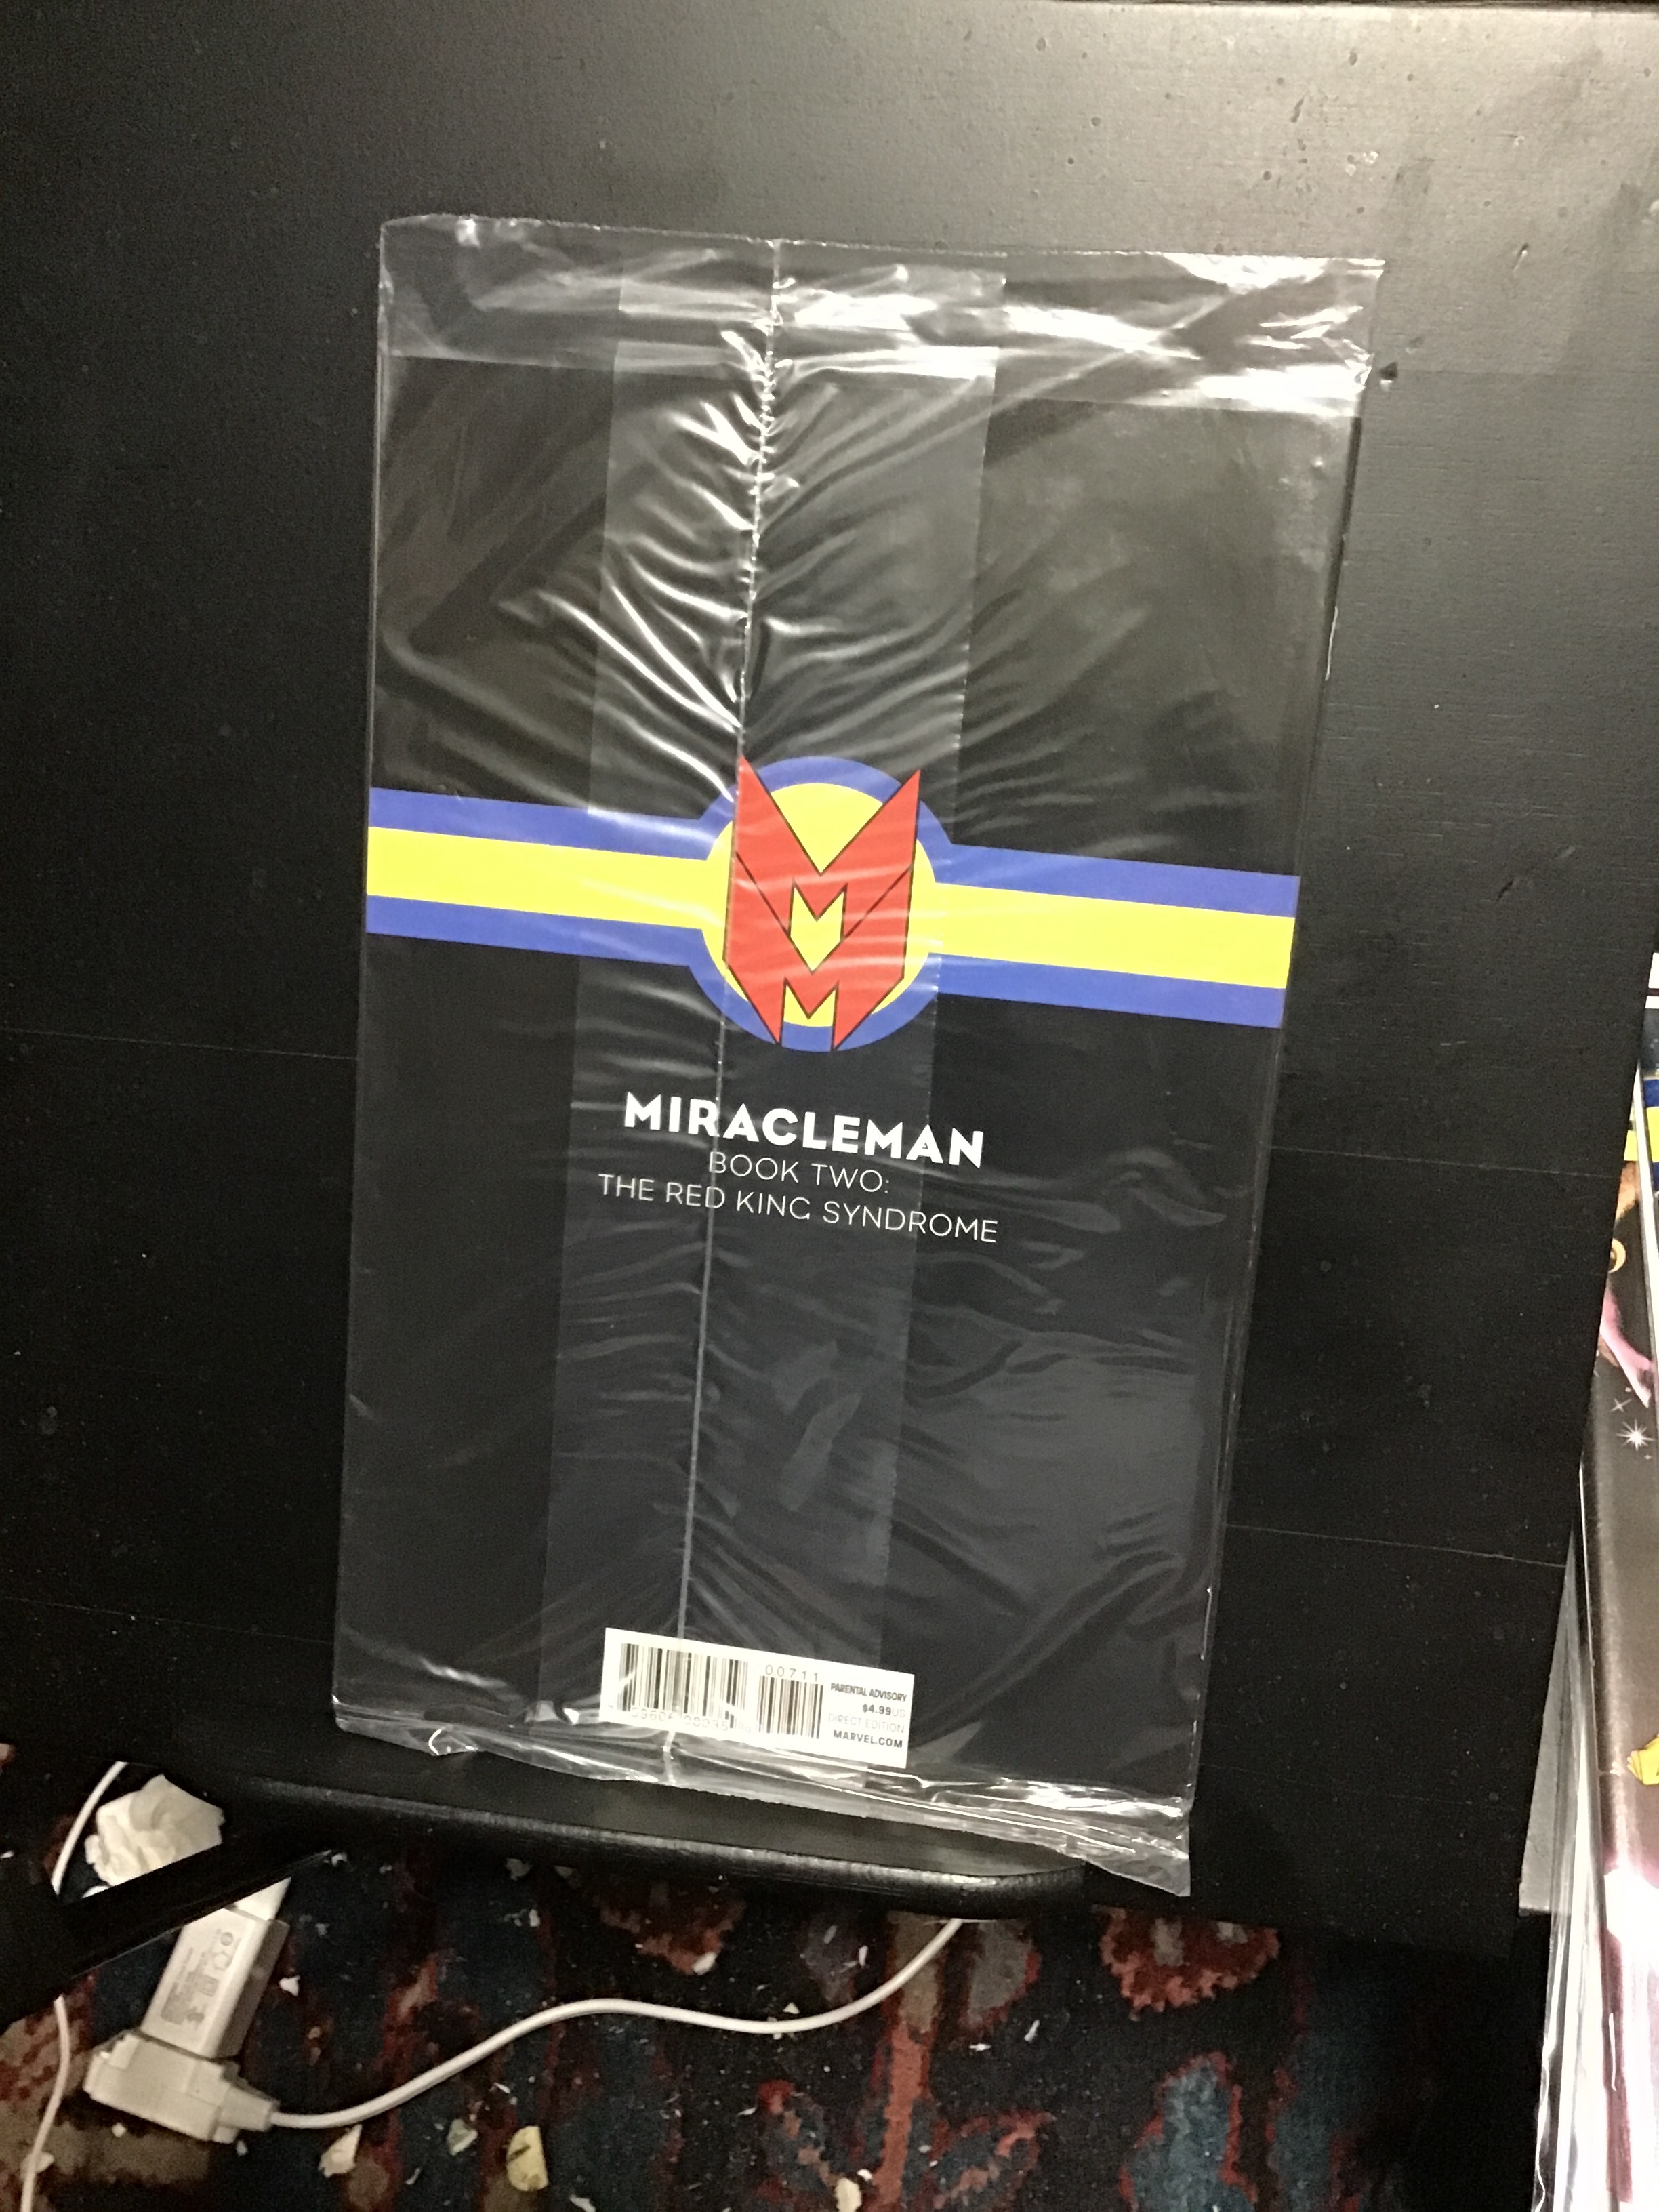 MIRACLEMAN
BOOK TWO:
THE RED KING SYNDROME
00711
PARENTAL ADVISORY
$4.99US
DIRECT EDITION
MARVEL.COM